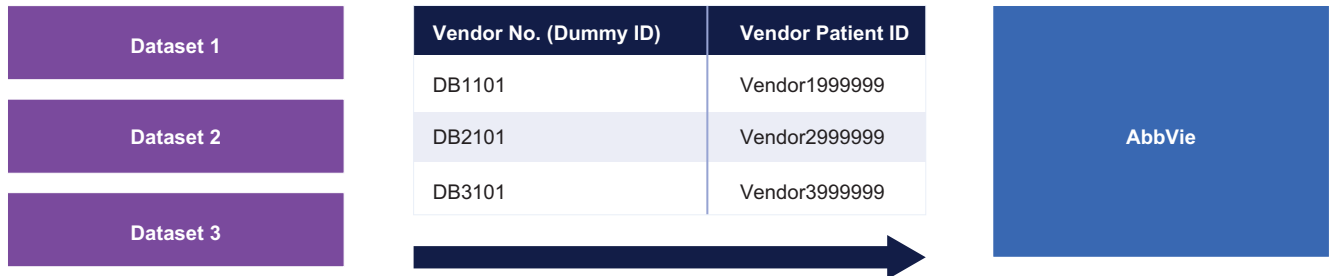 Dataset 1
Dataset 2
Dataset 3
Vendor No. (Dummy ID) Vendor Patient ID
DB1101 Vendor1999999
DB2101 Vendor2999999
DB3101 Vendor3999999
AbbVie